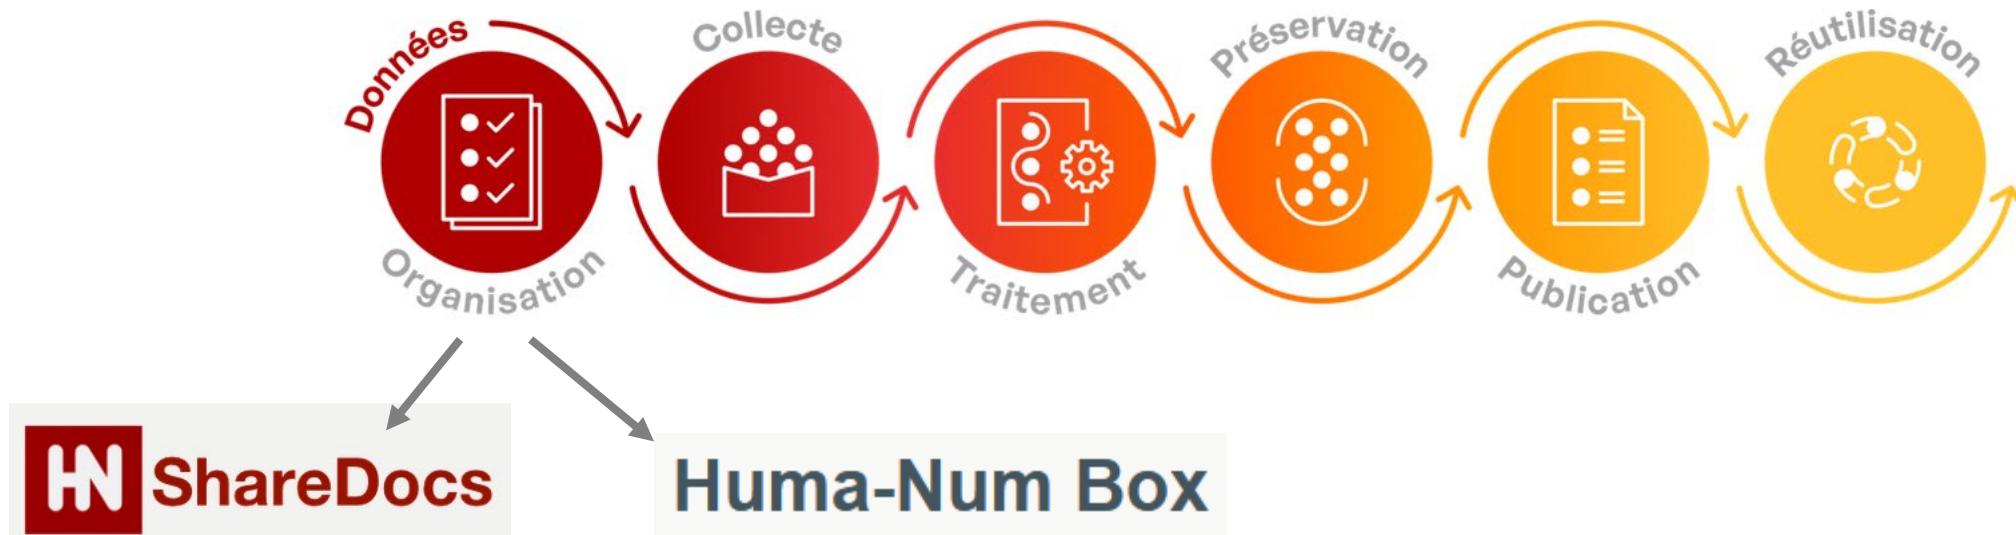 Données
Organisation
Collecte
Traitement
Préservation
Publication
Réutilisation
HN ShareDocs
Huma-Num Box